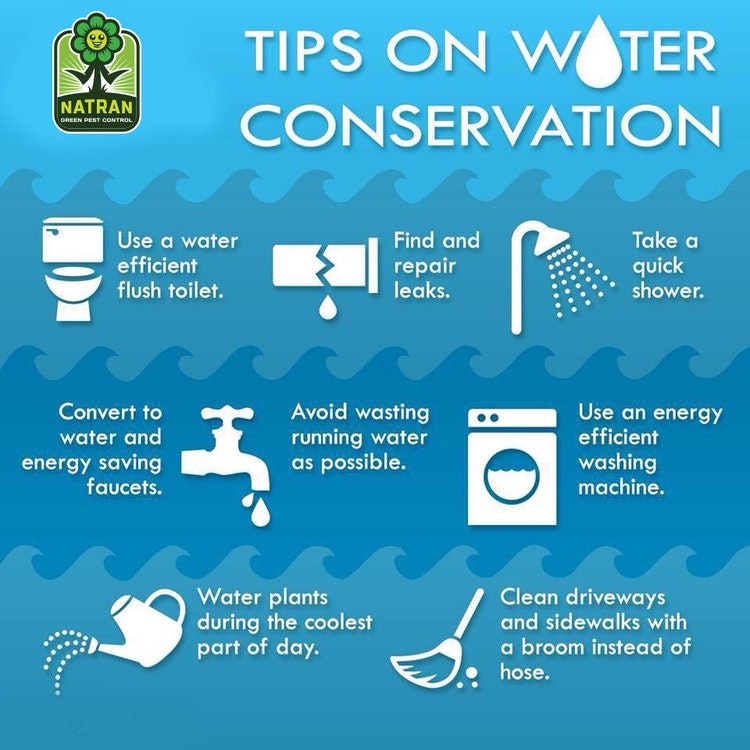 NATRAN
GREEN PEST CONTROL
TIPS ON WATER
CONSERVATION
Use a water
efficient
flush toilet.
Find and
repair
leaks.
Take a
quick
shower.
Convert to
water and
energy saving
faucets.
Avoid wasting
running water
as possible.
Use an energy
efficient
washing
machine.
Water plants
during the coolest
part of day.
Clean driveways
and sidewalks with
a broom instead of
hose.